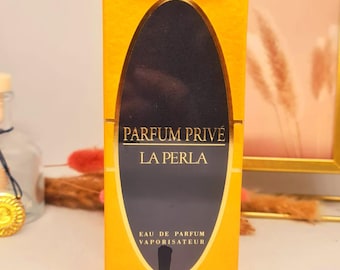 PARFUM PRIVÉ
LA PERLA
EAU DE PARFUM
VAPORISATEUR